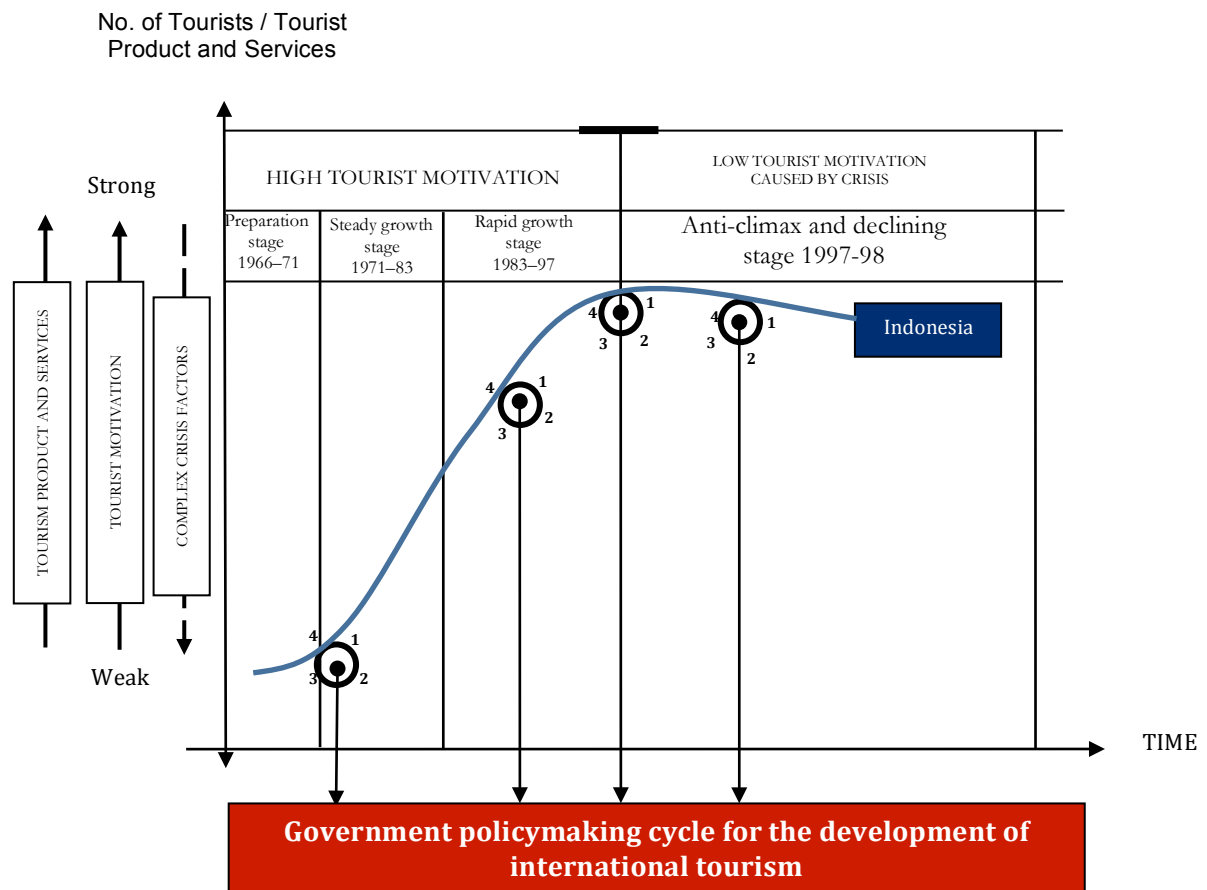 No. of Tourists / Tourist
Product and Services
Strong
HIGH TOURIST MOTIVATION
LOW TOURIST MOTIVATION
CAUSED BY CRISIS
Preparation
stage
1966–71
Steady growth
stage
1971–83
Rapid growth
stage
1983–97
Anti-climax and declining
stage 1997-98
TOURISM PRODUCT AND SERVICES
TOURIST MOTIVATION
COMPLEX CRISIS FACTORS
Indonesia
4
1
3
2
4
1
3
2
4
1
3
2
4
1
3
2
Weak
TIME
Government policymaking cycle for the development of
international tourism